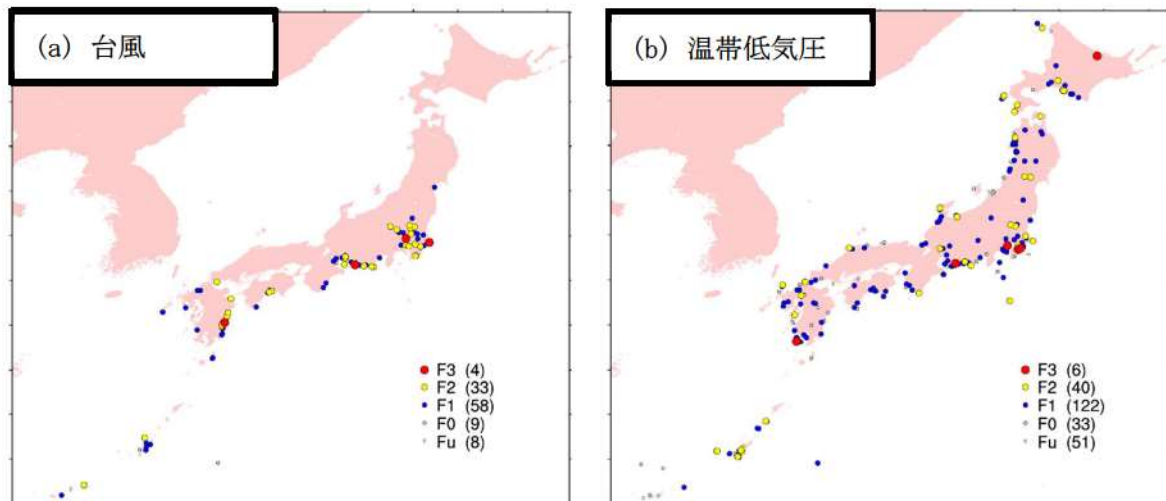 (a) 台風
F3 (4)
F2 (33)
F1 (58)
F0 (9)
Fu (8)
(b) 温帯低気圧
F3 (6)
F2 (40)
F1 (122)
F0 (33)
Fu (51)